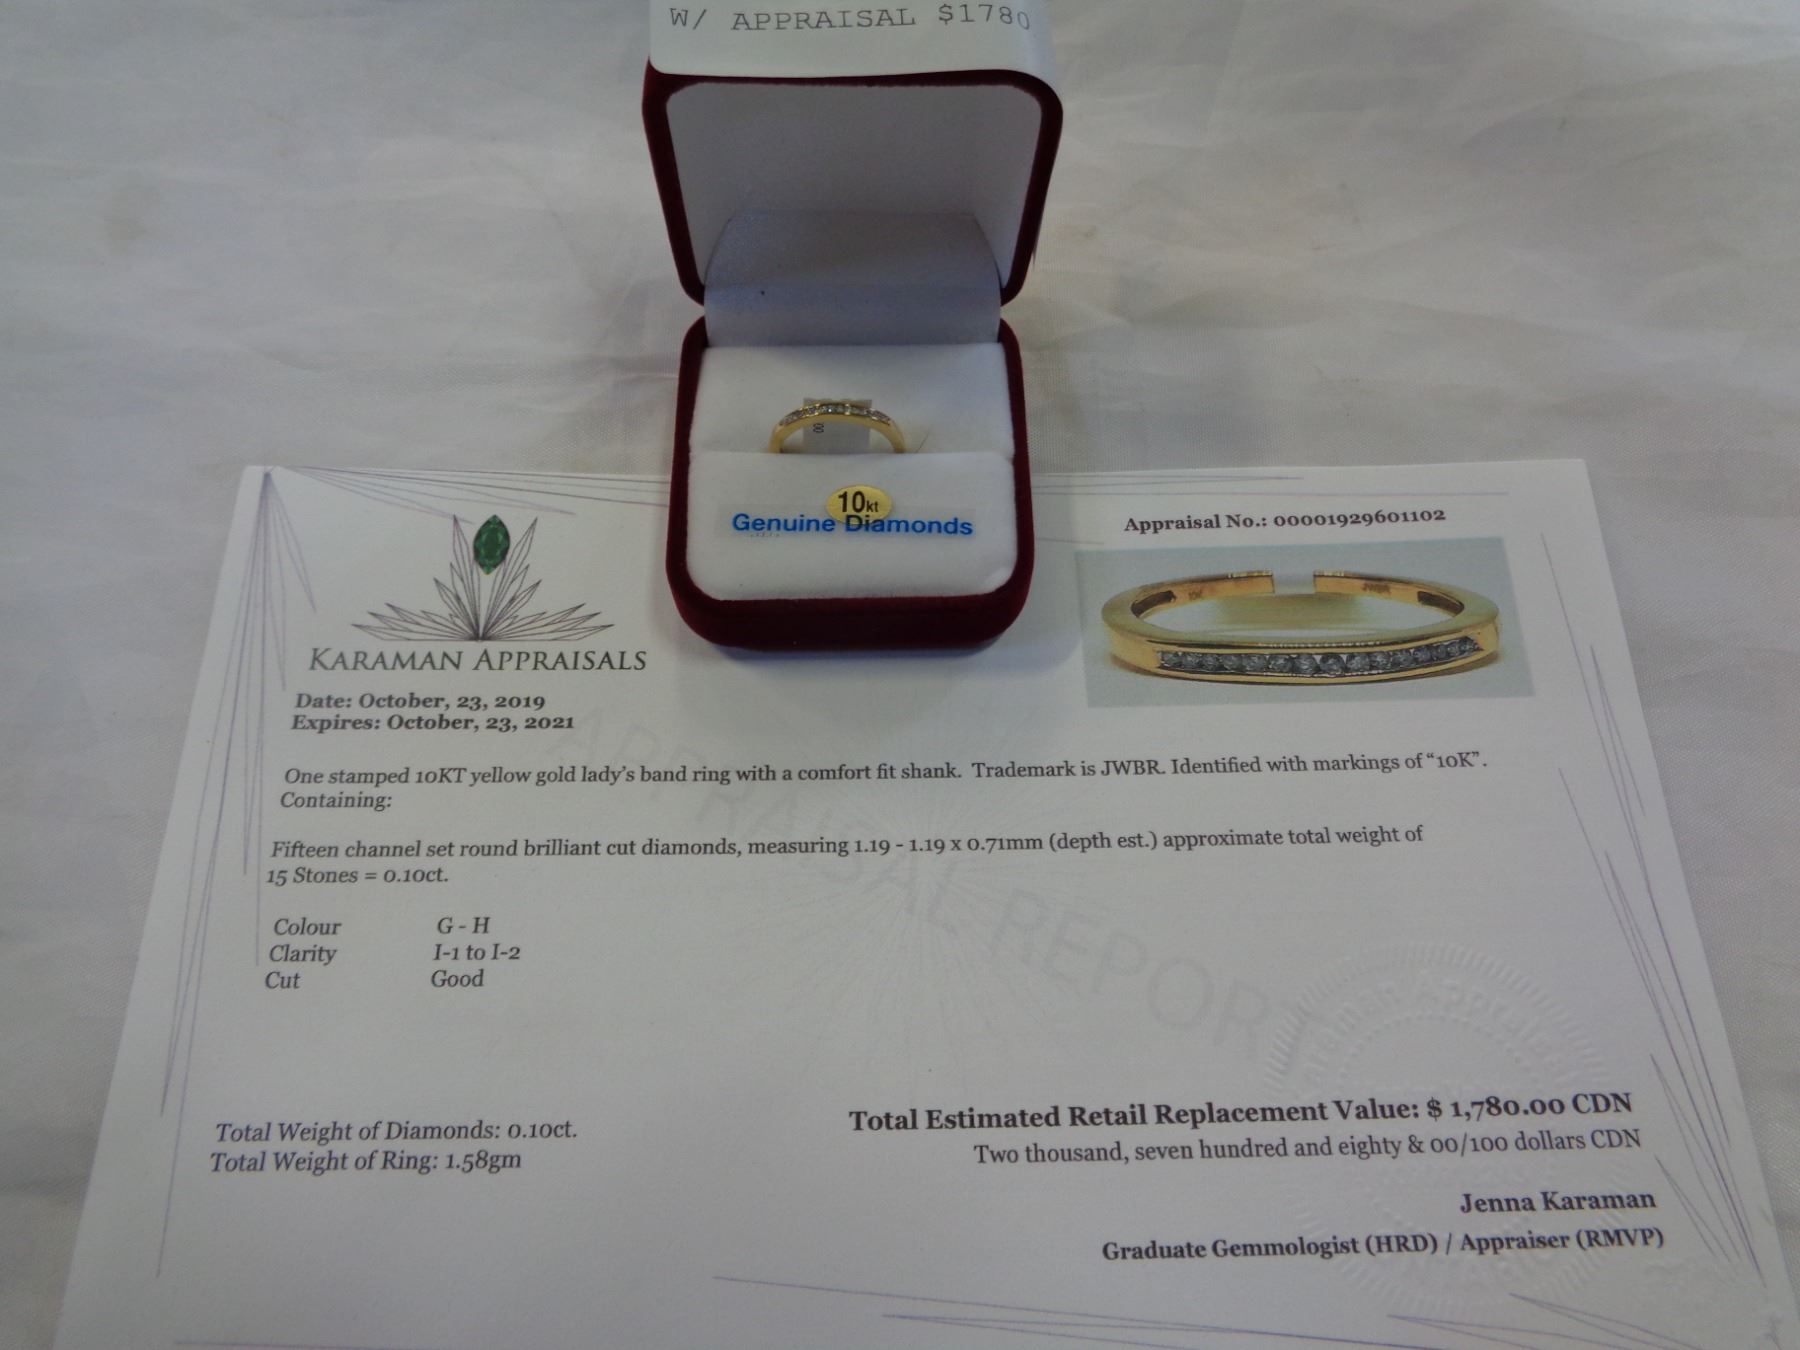 W/ APPRAISAL $1780
10kt
Genuine Diamonds
Appraisal No.: 00001929601102
KARAMAN APPRAISALS
Date: October, 23, 2019
Expires: October, 23, 2021
One stamped 10KT yellow gold lady's band ring with a comfort fit shank. Trademark is JWBR. Identified with markings of "10K".
Containing:
Fifteen channel set round brilliant cut diamonds, measuring 1.19 - 1.19 x 0.71mm (depth est.) approximate total weight of
15 Stones = 0.10ct.
Colour G - H
Clarity I-1 to I-2
Cut Good
APPRAISAL REPORT
Karaman Appraisals
Total Weight of Diamonds: 0.10ct.
Total Weight of Ring: 1.58gm
Total Estimated Retail Replacement Value: $ 1,780.00 CDN
Two thousand, seven hundred and eighty & 00/100 dollars CDN
Jenna Karaman
Graduate Gemmologist (HRD) / Appraiser (RMVP)